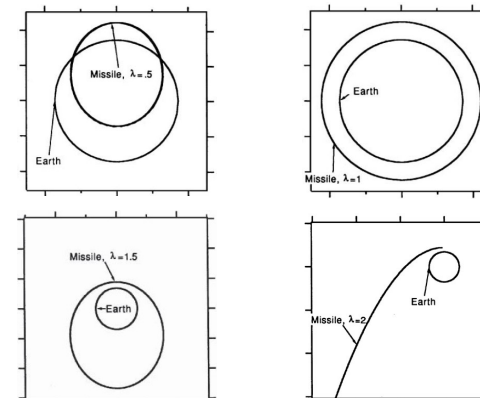 Missile, λ=.5
Earth
Earth
Missile, λ=1
Missile, λ=1.5
Earth
Earth
Missile, λ=2